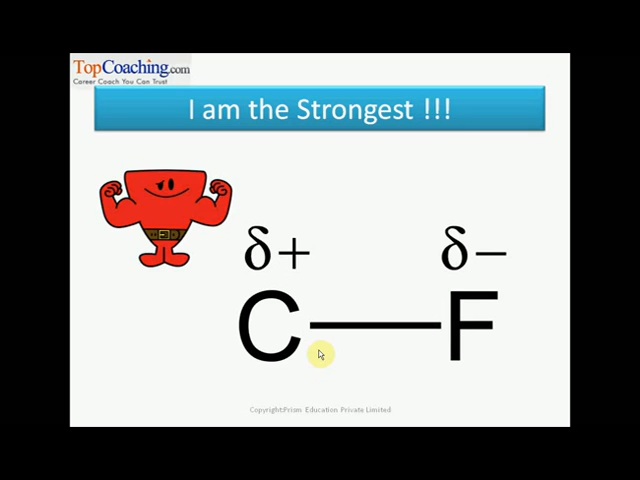 TopCoaching.com
Career Coach You Can Trust
I am the Strongest !!!
δ+ δ−
C F
Copyright:Prism Education Private Limited